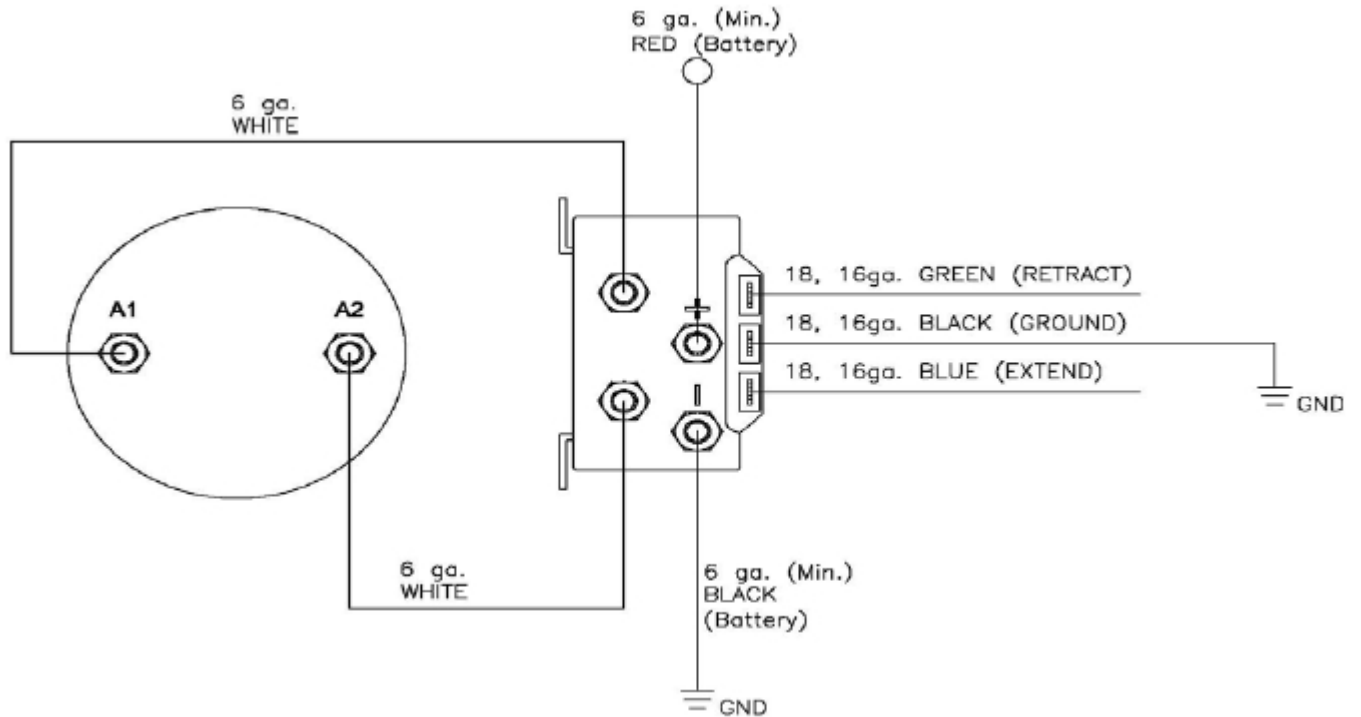 6 ga. (Min.)
RED (Battery)
6 ga.
WHITE
A1
A2
+
18, 16ga. GREEN (RETRACT)
18, 16ga. BLACK (GROUND)
18, 16ga. BLUE (EXTEND)
–
GND
6 ga.
WHITE
6 ga. (Min.)
BLACK
(Battery)
GND